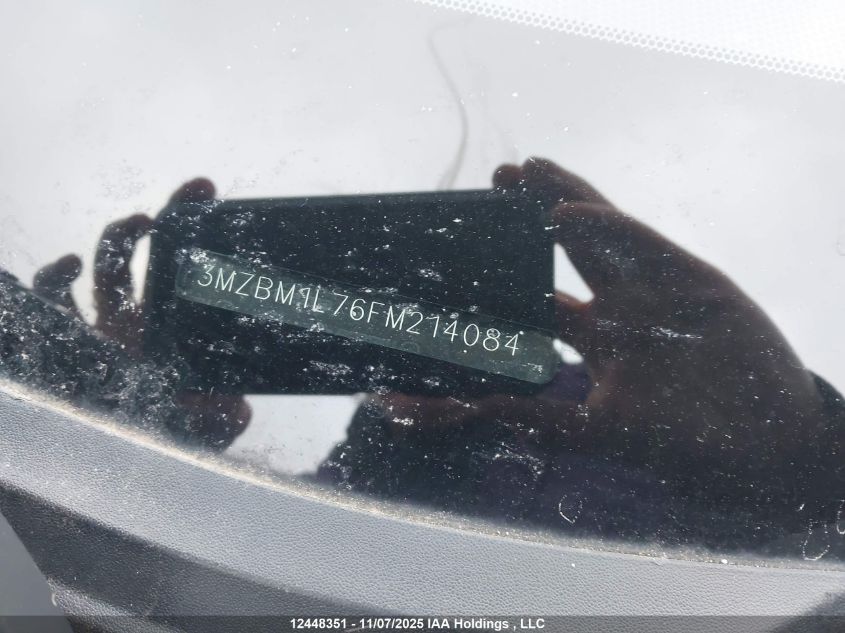 3MZBM1L76FM214084
12448351 - 11/07/2025 IAA Holdings , LLC